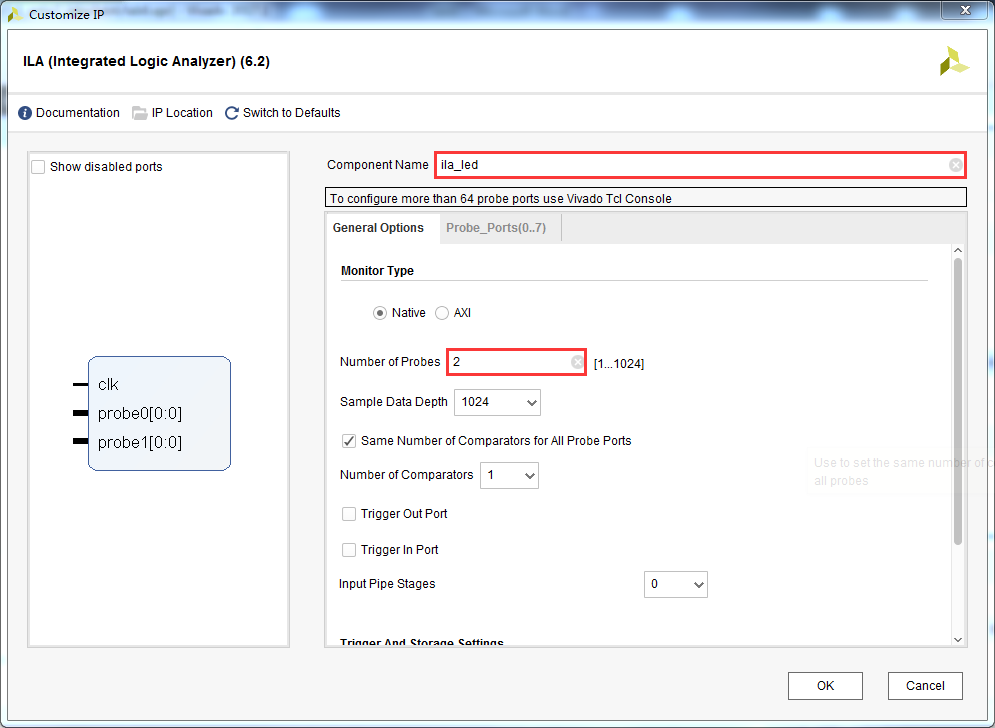 Customize IP
ILA (Integrated Logic Analyzer) (6.2)
Documentation IP Location Switch to Defaults
Show disabled ports
clk
probe0[0:0]
probe1[0:0]
Component Name ila_led
To configure more than 64 probe ports use Vivado Tcl Console
General Options Probe_Ports(0..7)
Monitor Type
Native AXI
Number of Probes 2 [1...1024]
Sample Data Depth 1024
Same Number of Comparators for All Probe Ports
Number of Comparators 1
Use to set the same number of c
all probes
Trigger Out Port
Trigger In Port
Input Pipe Stages 0
Trigger And Storage Settings
OK Cancel